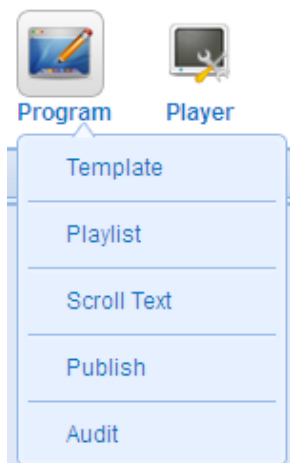 Program Player
Template
Playlist
Scroll Text
Publish
Audit